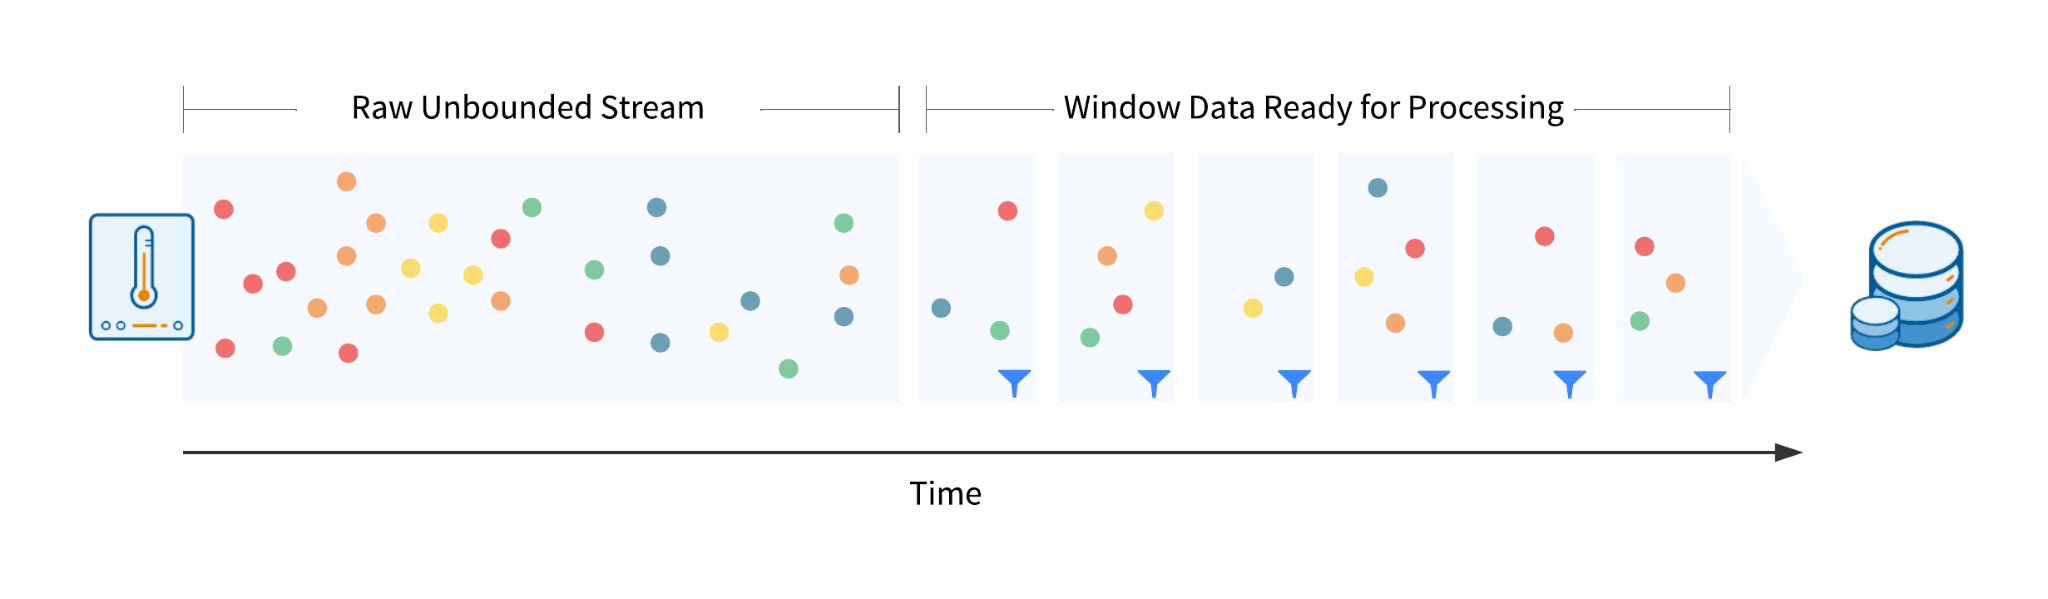 Raw Unbounded Stream
Window Data Ready for Processing
Time